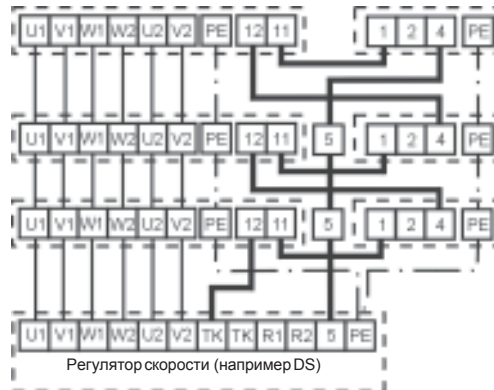 U1 V1 W1 W2 U2 V2 PE 12 11 1 2 4 PE
U1 V1 W1 W2 U2 V2 PE 12 11 5 1 2 4 PE
U1 V1 W1 W2 U2 V2 PE 12 11 5 1 2 4 PE
U1 V1 W1 W2 U2 V2 TK TK R1 R2 5 PE
Регулятор скорости (например DS)